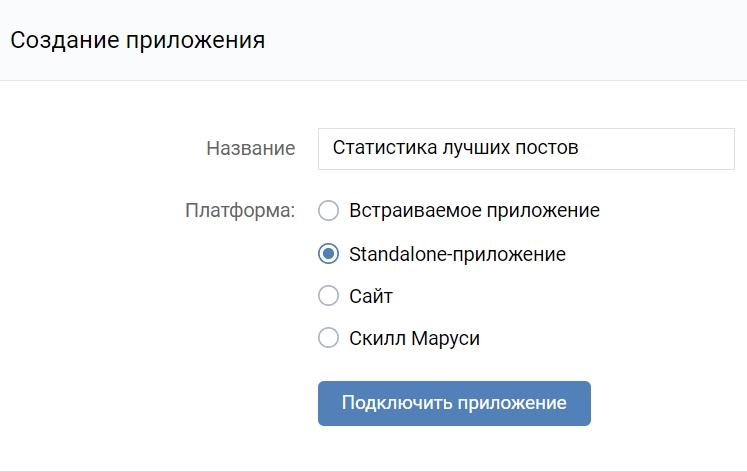 Создание приложения
Название Статистика лучших постов
Платформа: Встраиваемое приложение
Standalone-приложение
Сайт
Скилл Маруси
Подключить приложение